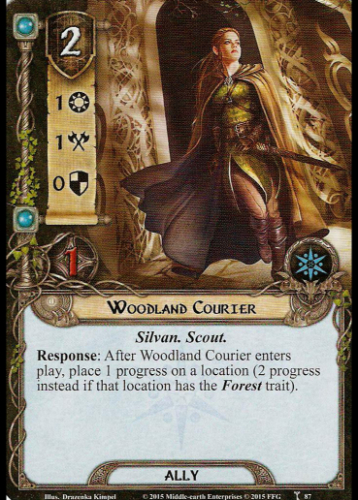 2
1
1
0
1
Woodland Courier
Silvan. Scout.
Response: After Woodland Courier enters
play, place 1 progress on a location (2 progress
instead if that location has the Forest trait).
Illus. Drazenka Kimpel
© 2015 Middle-earth Enterprises © 2015 FFG
87
ALLY